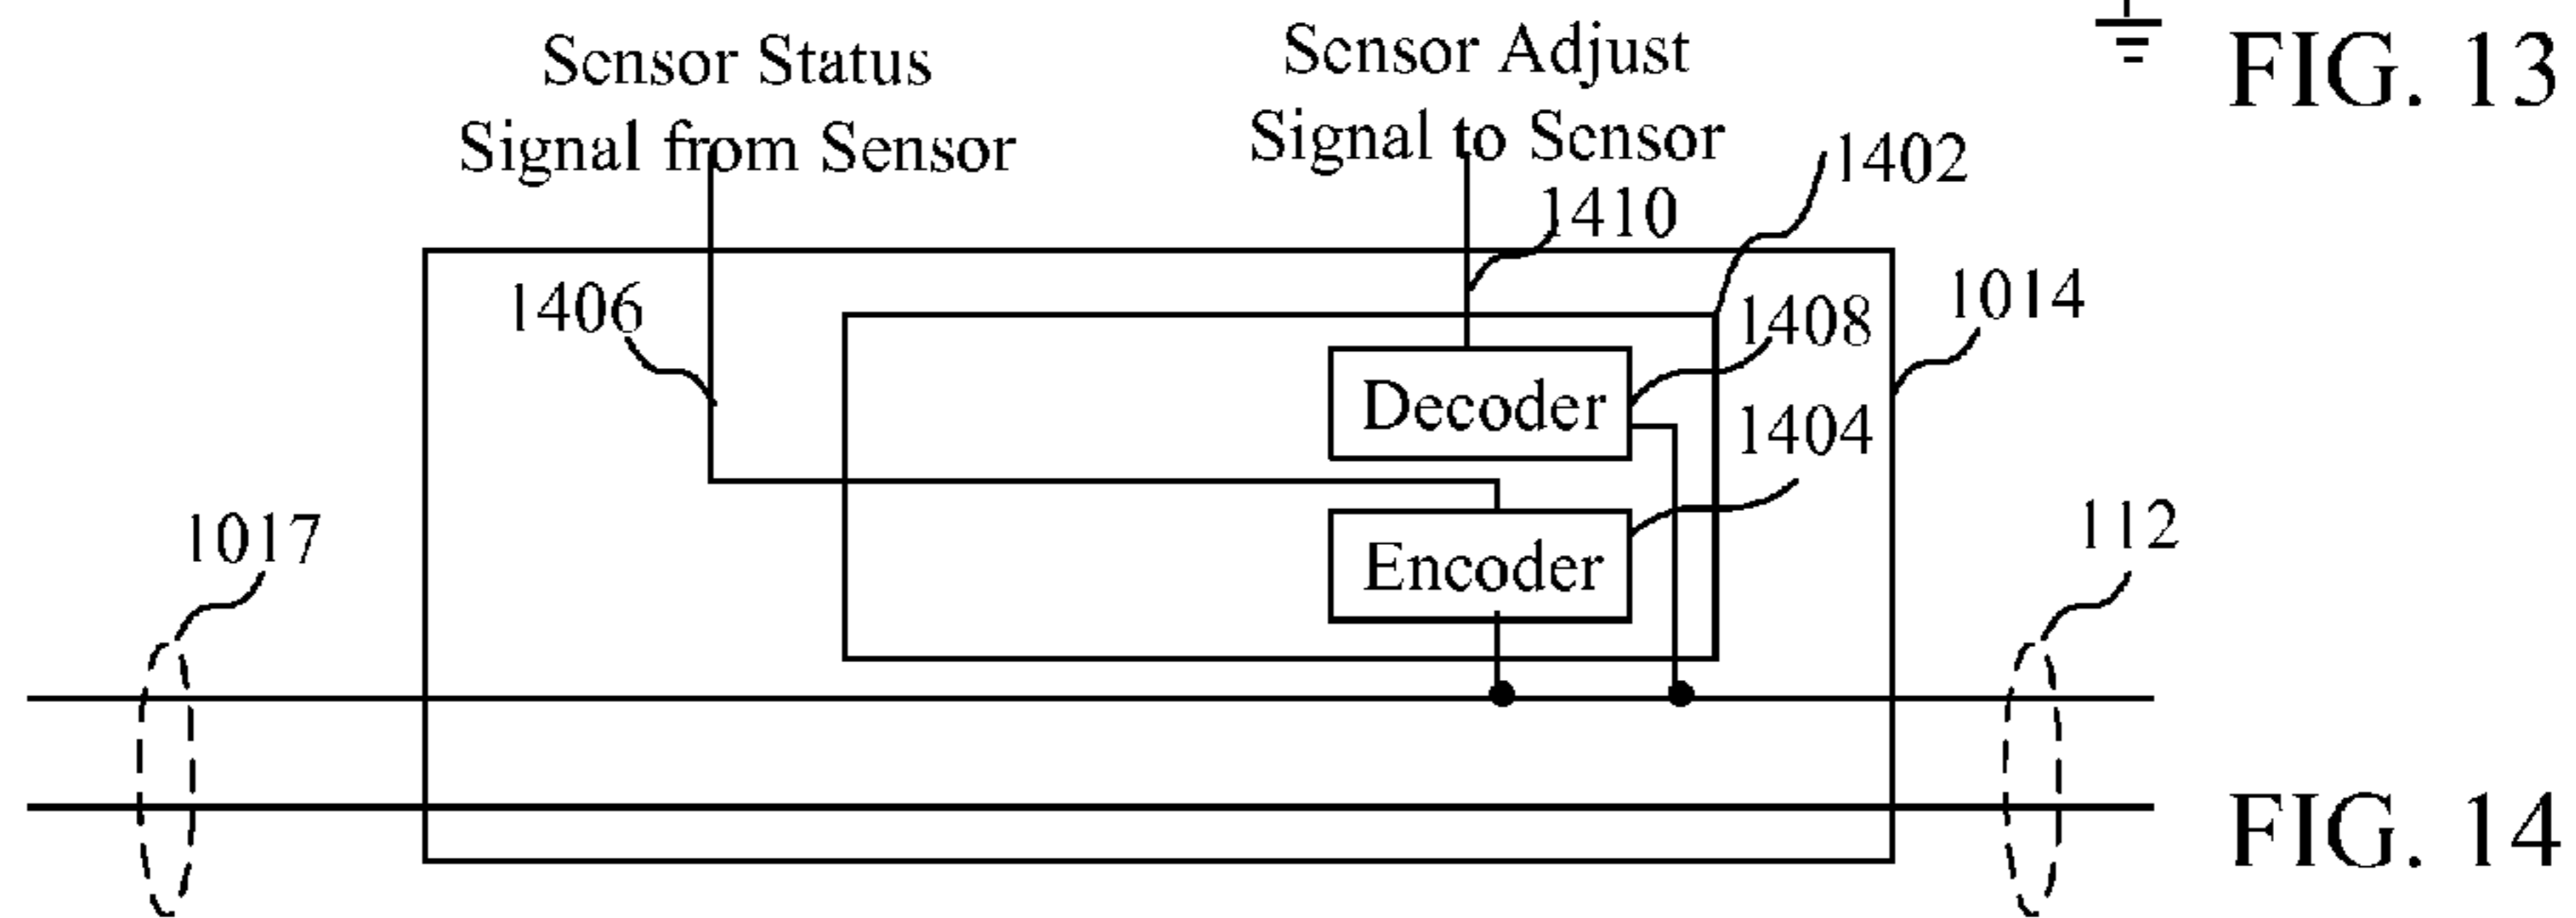 Sensor Status
Signal from Sensor
Sensor Adjust
Signal to Sensor
FIG. 13
1402
1410
1406
1408
1014
Decoder
1404
1017
Encoder
112
FIG. 14